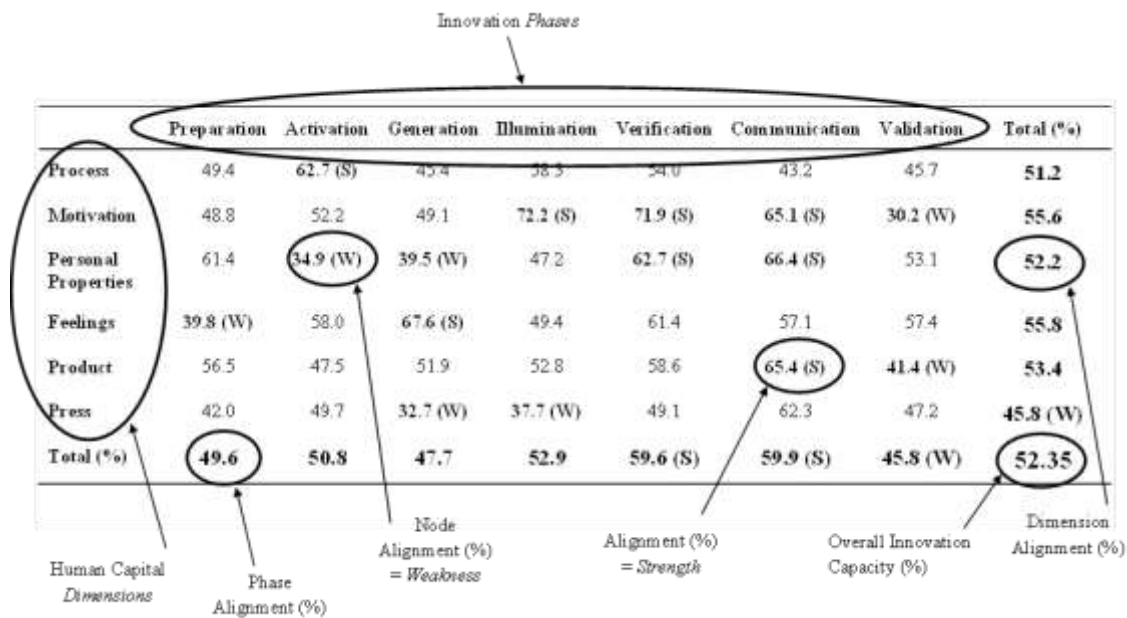 Innovation Phases
Preparation Activation Generation Illumination Verification Communication Validation Total (%)
Process 49.4 62.7 (S) 45.4 58.3 54.0 43.2 45.7 51.2
Motivation 48.8 52.2 49.1 72.2 (S) 71.9 (S) 65.1 (S) 30.2 (W) 55.6
Personal
Properties 61.4 34.9 (W) 39.5 (W) 47.2 62.7 (S) 66.4 (S) 53.1 52.2
Feelings 39.8 (W) 58.0 67.6 (S) 49.4 61.4 57.1 57.4 55.8
Product 56.5 47.5 51.9 52.8 58.6 65.4 (S) 41.4 (W) 53.4
Press 42.0 49.7 32.7 (W) 37.7 (W) 49.1 62.3 47.2 45.8 (W)
Total (%) 49.6 50.8 47.7 52.9 59.6 (S) 59.9 (S) 45.8 (W) 52.35
Human Capital
Dimensions
Phase
Alignment (%)
Node
Alignment (%)
= Weakness
Alignment (%)
= Strength
Overall Innovation
Capacity (%)
Dimension
Alignment (%)